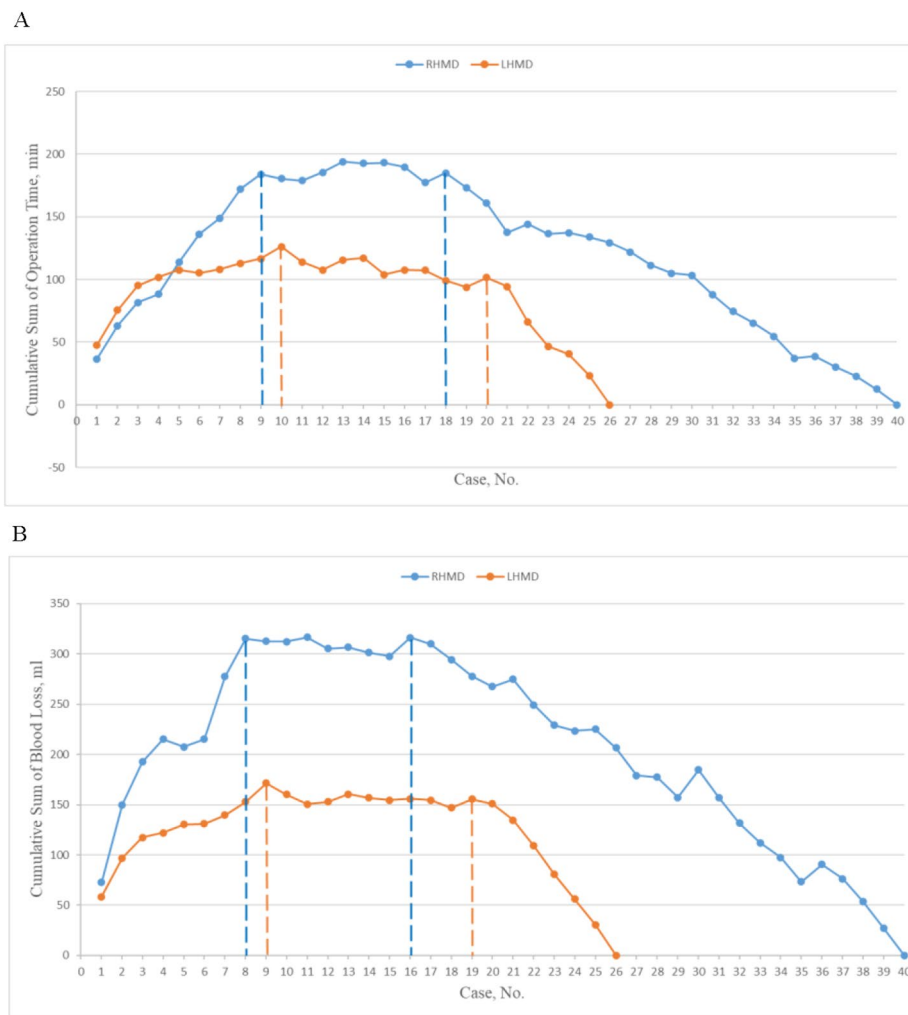 A
RHMD LHMD
Cumulative Sum of Operation Time, min
250
200
150
100
50
0
-50
0 1 2 3 4 5 6 7 8 9 10 11 12 13 14 15 16 17 18 19 20 21 22 23 24 25 26 27 28 29 30 31 32 33 34 35 36 37 38 39 40
Case, No.
B
RHMD LHMD
Cumulative Sum of Blood Loss, ml
350
300
250
200
150
100
50
0
0 1 2 3 4 5 6 7 8 9 10 11 12 13 14 15 16 17 18 19 20 21 22 23 24 25 26 27 28 29 30 31 32 33 34 35 36 37 38 39 40
Case, No.